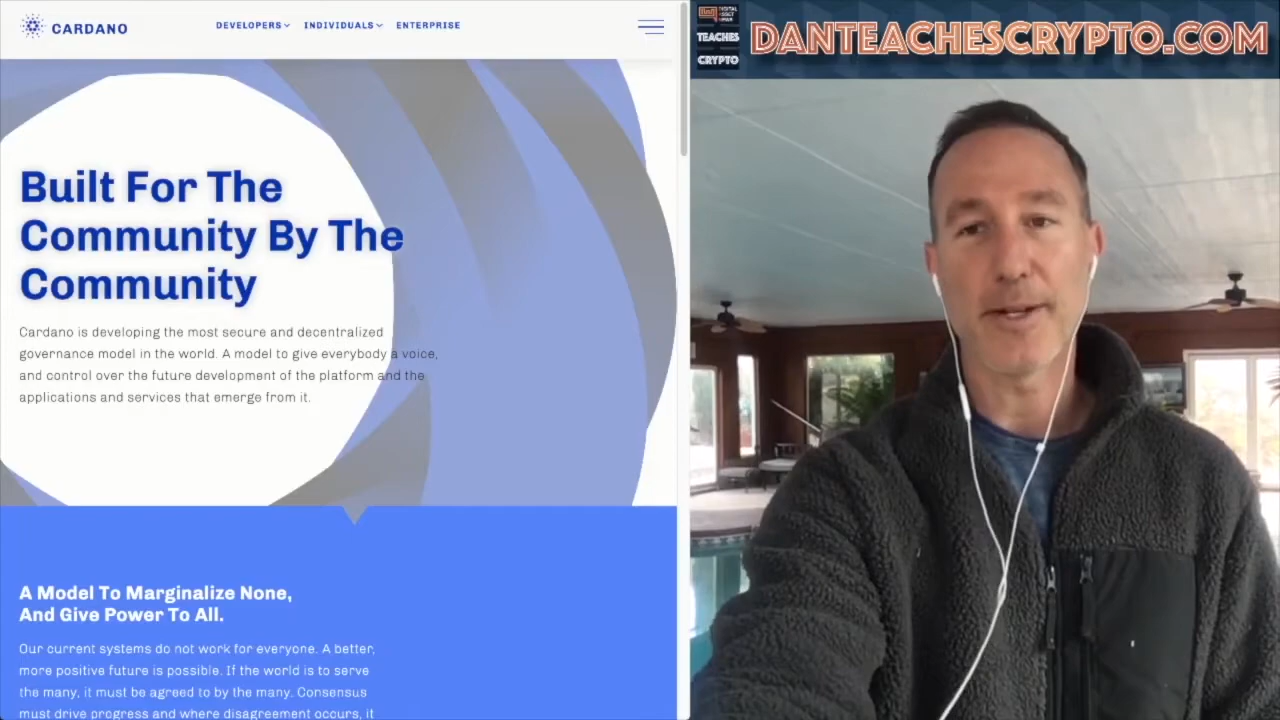 CARDANO
DEVELOPERS
INDIVIDUALS
ENTERPRISE
Built For The
Community By The
Community
Cardano is developing the most secure and decentralized
governance model in the world. A model to give everybody a voice,
and control over the future development of the platform and the
applications and services that emerge from it.
A Model To Marginalize None,
And Give Power To All.
Our current systems do not work for everyone. A better,
more positive future is possible. If the world is to serve
the many, it must be agreed to by the many. Consensus
must drive progress and where disagreement occurs, it
DIGITAL
ASSET
TEACHES
CRYPTO
DANTEACHESCRYPTO.COM